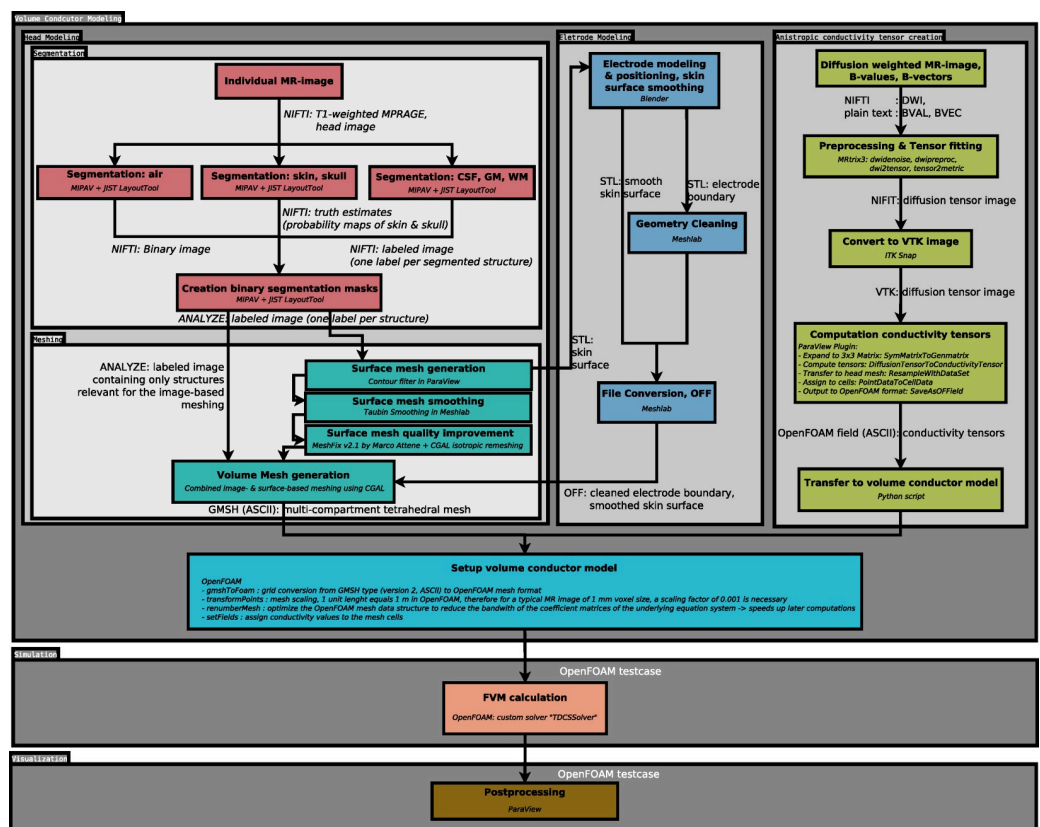 Volume Condcutor Modeling
Head Modeling
Segmentation
Individual MR-image
NIFTI: T1-weighted MPRAGE,
head image
Segmentation: air
MIPAV + JIST LayoutTool
Segmentation: skin, skull
MIPAV + JIST LayoutTool
Segmentation: CSF, GM, WM
MIPAV + JIST LayoutTool
NIFTI: truth estimates
(probability maps of skin & skull)
NIFTI: Binary image
NIFTI: labeled image
(one label per segmented structure)
Creation binary segmentation masks
MIPAV + JIST LayoutTool
ANALYZE: labeled image (one label per structure)
Meshing
ANALYZE: labeled image
containing only structures
relevant for the image-based
meshing
Surface mesh generation
Contour filter in ParaView
Surface mesh smoothing
Taubin Smoothing in Meshlab
Surface mesh quality improvement
MeshFix v2.1 by Marco Attene + CGAL isotropic remeshing
Volume Mesh generation
Combined image- & surface-based meshing using CGAL
GMSH (ASCII): multi-compartment tetrahedral mesh
Eletrode Modeling
Electrode modeling
& positioning, skin
surface smoothing
Blender
STL: smooth
skin surface
STL: electrode
boundary
Geometry Cleaning
Meshlab
STL:
skin
surface
File Conversion, OFF
Meshlab
OFF: cleaned electrode boundary,
smoothed skin surface
Anistropic conductivity tensor creation
Diffusion weighted MR-image,
B-values, B-vectors
NIFTI : DWI,
plain text : BVAL, BVEC
Preprocessing & Tensor fitting
MRtrix3: dwidenoise, dwipreproc,
dwi2tensor, tensor2metric
NIFIT: diffusion tensor image
Convert to VTK image
ITK Snap
VTK: diffusion tensor image
Computation conductivity tensors
ParaView Plugin:
- Expand to 3x3 Matrix: SymMatrixToGenmatrix
- Compute tensors: DiffusionTensorToConductivityTensor
- Transfer to head mesh: ResampleWithDataSet
- Assign to cells: PointDataToCellData
- Output to OpenFOAM format: SaveAsOFField
OpenFOAM field (ASCII): conductivity tensors
Transfer to volume conductor model
Python script
Setup volume conductor model
OpenFOAM
- gmshToFoam : grid conversion from GMSH type (version 2, ASCII) to OpenFOAM mesh format
- transformPoints : mesh scaling, 1 unit lenght equals 1 m in OpenFOAM, therefore for a typical MR Image of 1 mm voxel size, a scaling factor of 0.001 is necessary
- renumberMesh : optimize the OpenFOAM mesh data structure to reduce the bandwith of the coefficient matrices of the underlying equation system -> speeds up later computations
- setFields : assign conductivity values to the mesh cells
Simulation
OpenFOAM testcase
FVM calculation
OpenFOAM: custom solver "TDCSSolver"
Visualization
OpenFOAM testcase
Postprocessing
ParaView